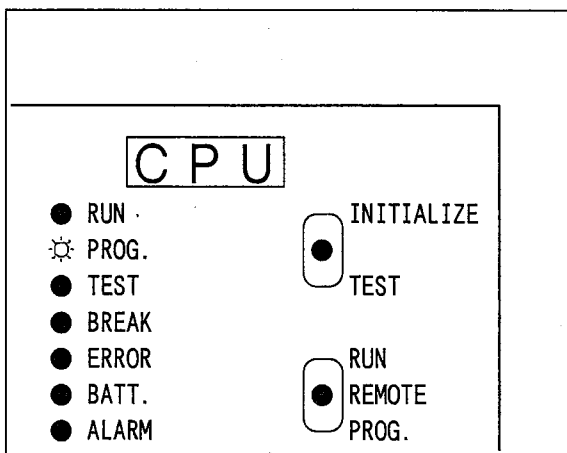 CPU
RUN
PROG.
TEST
BREAK
ERROR
BATT.
ALARM
INITIALIZE
TEST
RUN
REMOTE
PROG.